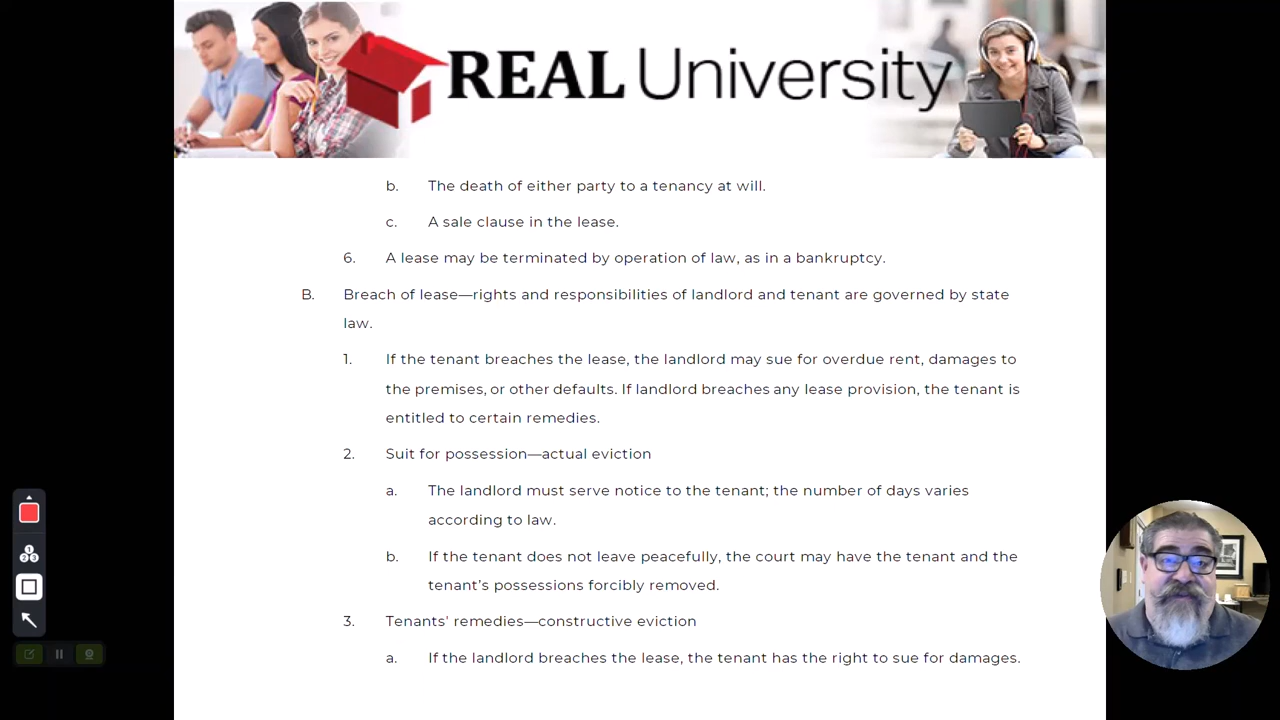 REAL University
b. The death of either party to a tenancy at will.
c. A sale clause in the lease.
6. A lease may be terminated by operation of law, as in a bankruptcy.
B. Breach of lease—rights and responsibilities of landlord and tenant are governed by state
law.
1. If the tenant breaches the lease, the landlord may sue for overdue rent, damages to
the premises, or other defaults. If landlord breaches any lease provision, the tenant is
entitled to certain remedies.
2. Suit for possession—actual eviction
a. The landlord must serve notice to the tenant; the number of days varies
according to law.
b. If the tenant does not leave peacefully, the court may have the tenant and the
tenant's possessions forcibly removed.
3. Tenants' remedies—constructive eviction
a. If the landlord breaches the lease, the tenant has the right to sue for damages.